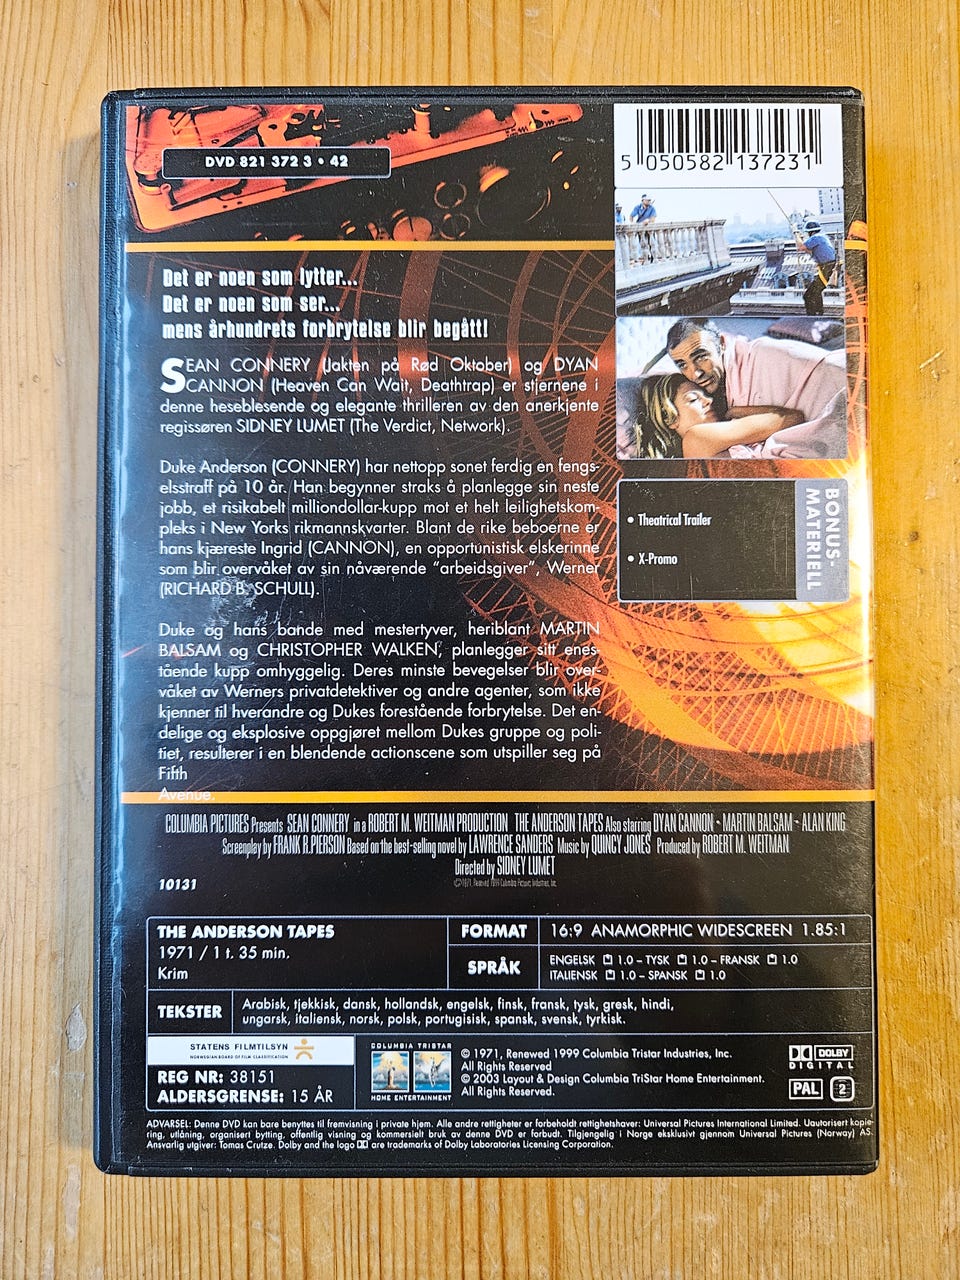 DVD 821 372 3 • 42
5 050582 137231
Det er noen som lytter...
Det er noen som ser...
mens århundrets forbrytelse blir begått!
SEAN CONNERY (Jakten på Rød Oktober) og DYAN
CANNON (Heaven Can Wait, Deathtrap) er stjernene i
denne heseblesende og elegante thrilleren av den anerkjente
regissøren SIDNEY LUMET (The Verdict, Network).
Duke Anderson (CONNERY) har nettopp sonet ferdig en feng-
elsstraff på 10 år. Han begynner straks å planlegge sin neste
jobb, et risikabelt milliondollar-kupp mot et helt leilighetskom-
pleks i New Yorks rikmannskvarter. Blant de rike beboerne er
hans kjæreste Ingrid (CANNON), en opportunistisk elskerinne
som blir overvåket av sin nåværende "arbeidsgiver", Werner
(RICHARD B. SCHULL).
Duke og hans bande med mestertyver, heriblant MARTIN
BALSAM og CHRISTOPHER WALKEN, planlegger sitt enes-
tående kupp omhyggelig. Deres minste bevegelser blir over-
våket av Werners privatdetektiver og andre agenter, som ikke
kjenner til hverandre og Dukes forestående forbrytelse. Det en-
delige og eksplosive oppgjøret mellom Dukes gruppe og poli-
tiet, resulterer i en blendende actionscene som utspiller seg på
Fifth
Avenue.
BONUS-
MATERIELL
• Theatrical Trailer
• X-Promo
COLUMBIA PICTURES Presents SEAN CONNERY in a ROBERT M. WEITMAN PRODUCTION THE ANDERSON TAPES Also starring DYAN CANNON - MARTIN BALSAM - ALAN KING
Screenplay by FRANK R. PIERSON Based on the best-selling novel by LAWRENCE SANDERS Music by QUINCY JONES Produced by ROBERT M. WEITMAN
Directed by SIDNEY LUMET
10131
THE ANDERSON TAPES
1971 / 1 t. 35 min.
Krim
FORMAT 16:9 ANAMORPHIC WIDESCREEN 1.85:1
SPRÅK ENGELSK 1.0 – TYSK 1.0 – FRANSK 1.0
ITALIENSK 1.0 – SPANSK 1.0
TEKSTER Arabisk, tjekkisk, dansk, hollandsk, engelsk, finsk, fransk, tysk, gresk, hindi,
ungarsk, italiensk, norsk, polsk, portugisisk, spansk, svensk, tyrkisk.
STATENS FILMTILSYN
NORWEGIAN BOARD OF FILM CLASSIFICATION
REG NR: 38151
ALDERSGRENSE: 15 ÅR
COLUMBIA TRISTAR
HOME ENTERTAINMENT
© 1971, Renewed 1999 Columbia Tristar Industries, Inc.
All Rights Reserved
© 2003 Layout & Design Columbia TriStar Home Entertainment.
All Rights Reserved.
DOLBY
DIGITAL
PAL 2
ADVARSEL: Denne DVD kan bare benyttes til fremvisning i private hjem. Alle andre rettigheter er forbeholdt rettighetshaver: Universal Pictures International Limited. Uautorisert kopie-
ring, utlåning, organisert bytting, offentlig visning og kommersielt bruk av denne DVD er forbudt. Tilgjengelig i Norge eksklusivt gjennom Universal Pictures (Norway) AS.
Ansvarlig utgiver: Tomas Crutze. Dolby and the logo are trademarks of Dolby Laboratories Licensing Corporation.